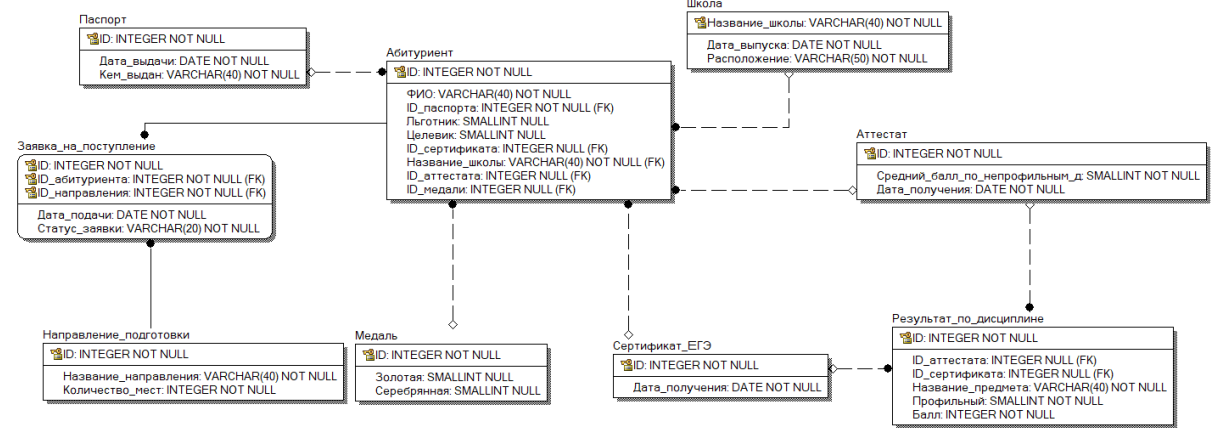 Паспорт
ID: INTEGER NOT NULL
Дата_выдачи: DATE NOT NULL
Кем_выдан: VARCHAR(40) NOT NULL
Абитуриент
ID: INTEGER NOT NULL
ФИО: VARCHAR(40) NOT NULL
ID_паспорта: INTEGER NOT NULL (FK)
Льготник: SMALLINT NULL
Целевик: SMALLINT NULL
ID_сертификата: INTEGER NULL (FK)
Название_школы: VARCHAR(40) NOT NULL (FK)
ID_аттестата: INTEGER NULL (FK)
ID_медали: INTEGER NULL (FK)
Школа
Название_школы: VARCHAR(40) NOT NULL
Дата_выпуска: DATE NOT NULL
Расположение: VARCHAR(50) NOT NULL
Заявка_на_поступление
ID: INTEGER NOT NULL
ID_абитуриента: INTEGER NOT NULL (FK)
ID_направления: INTEGER NOT NULL (FK)
Дата_подачи: DATE NOT NULL
Статус_заявки: VARCHAR(20) NOT NULL
Аттестат
ID: INTEGER NOT NULL
Средний_балл_по_непрофильным_д: SMALLINT NOT NULL
Дата_получения: DATE NOT NULL
Направление_подготовки
ID: INTEGER NOT NULL
Название_направления: VARCHAR(40) NOT NULL
Количество_мест: INTEGER NOT NULL
Медаль
ID: INTEGER NOT NULL
Золотая: SMALLINT NULL
Серебрянная: SMALLINT NULL
Сертификат_ЕГЭ
ID: INTEGER NOT NULL
Дата_получения: DATE NOT NULL
Результат_по_дисциплине
ID: INTEGER NOT NULL
ID_аттестата: INTEGER NULL (FK)
ID_сертификата: INTEGER NULL (FK)
Название_предмета: VARCHAR(40) NOT NULL
Профильный: SMALLINT NOT NULL
Балл: INTEGER NOT NULL